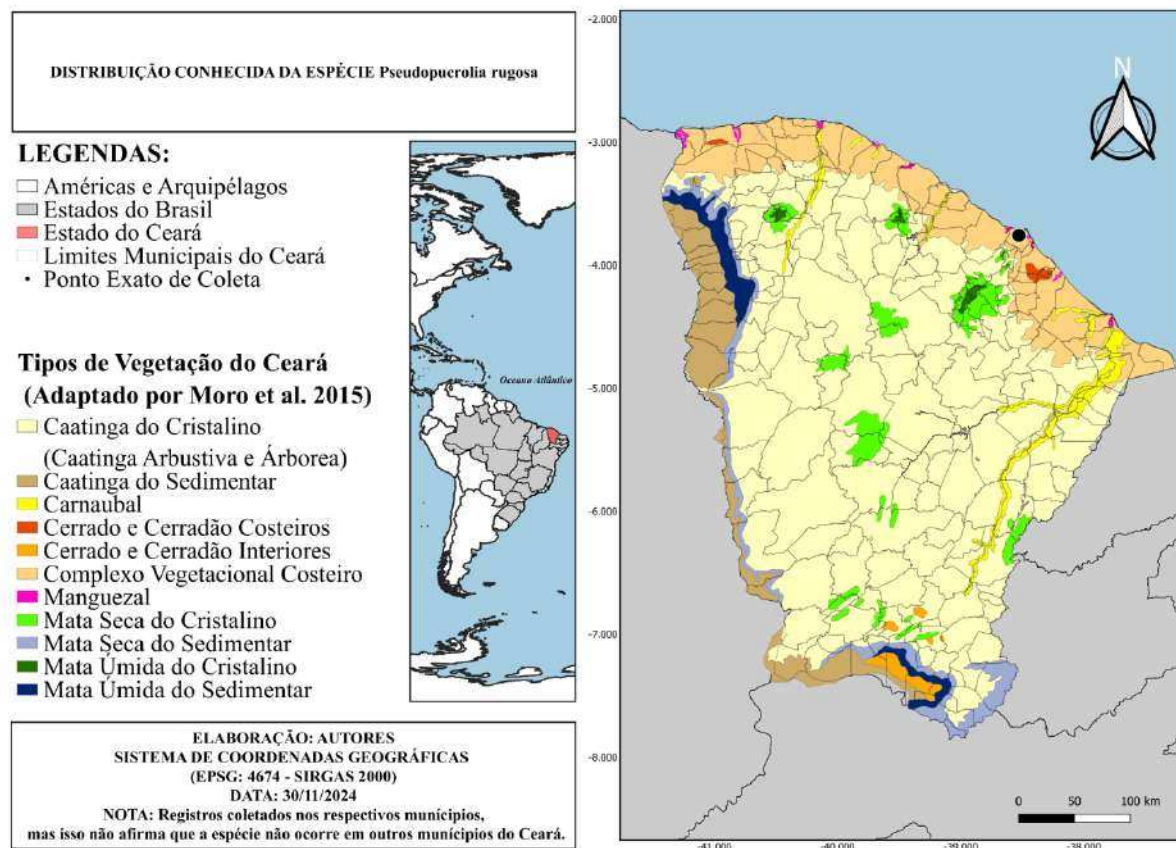 DISTRIBUIÇÃO CONHECIDA DA ESPÉCIE Pseudopucrolia rugosa
LEGENDAS:
Américas e Arquipélagos
Estados do Brasil
Estado do Ceará
Limites Municipais do Ceará
Ponto Exato de Coleta
Tipos de Vegetação do Ceará
(Adaptado por Moro et al. 2015)
Caatinga do Cristalino
(Caatinga Arbustiva e Árborea)
Caatinga do Sedimentar
Carnaubal
Cerrado e Cerradão Costeiros
Cerrado e Cerradão Interiores
Complexo Vegetacional Costeiro
Manguezal
Mata Seca do Cristalino
Mata Seca do Sedimentar
Mata Úmida do Cristalino
Mata Úmida do Sedimentar
Oceano Atlântico
ELABORAÇÃO: AUTORES
SISTEMA DE COORDENADAS GEOGRÁFICAS
(EPSG: 4674 - SIRGAS 2000)
DATA: 30/11/2024
NOTA: Registros coletados nos respectivos munícipios,
mas isso não afirma que a espécie não ocorre em outros munícipios do Ceará.
N
-2.000
-3.000
-4.000
-5.000
-6.000
-7.000
-8.000
0 50 100 km
-41.000 -40.000 -39.000 -38.000